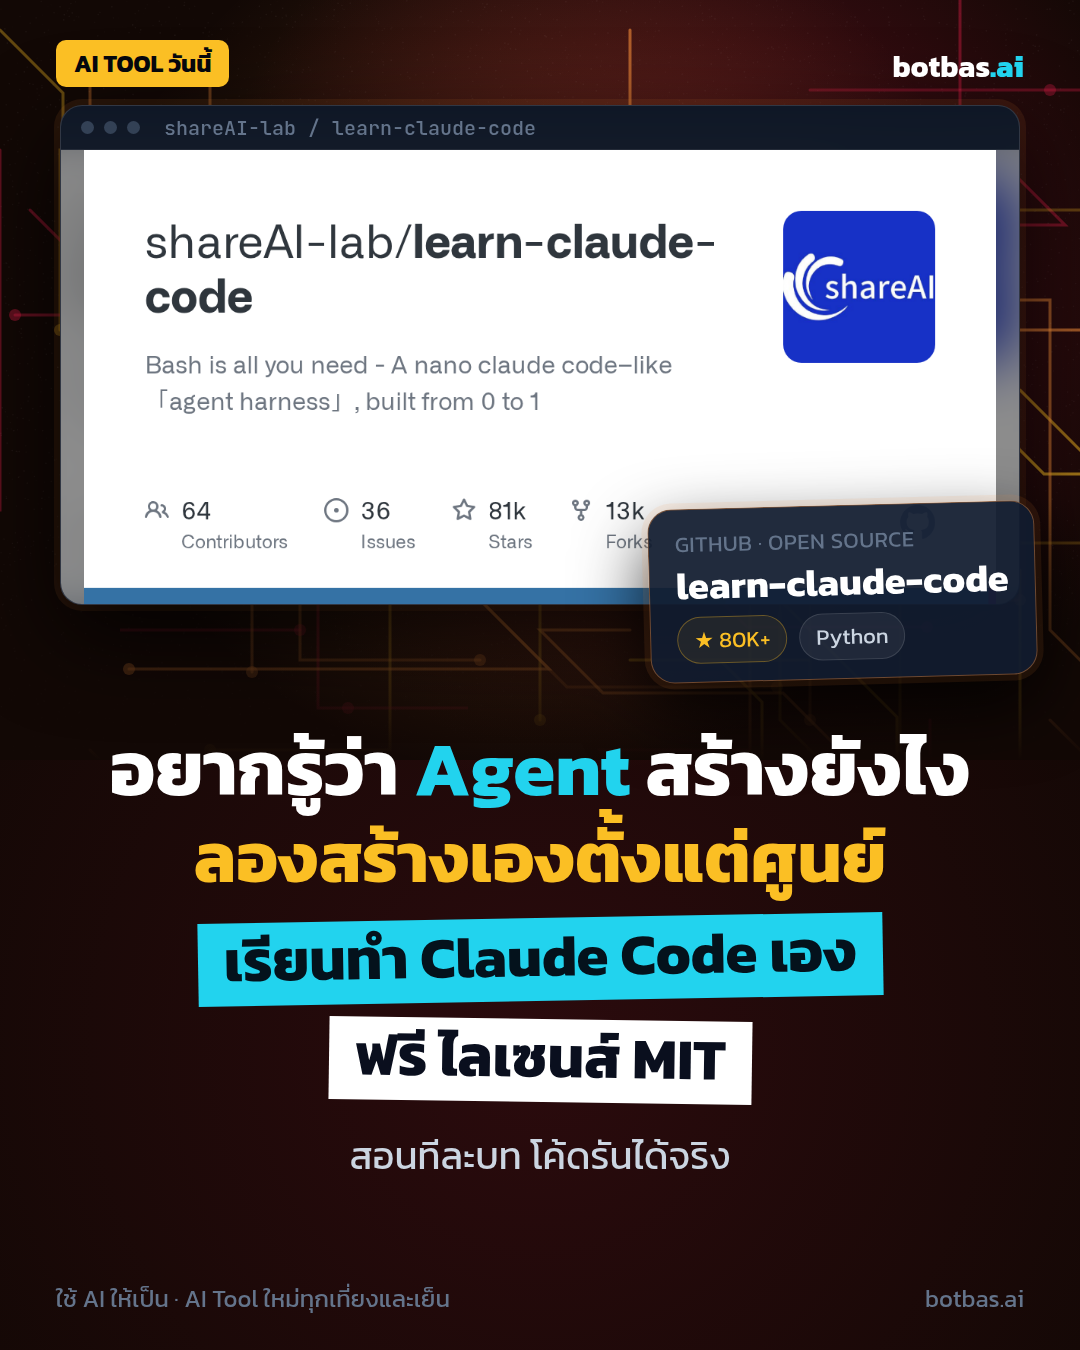 AI TOOL วันนี้
botbas.ai
shareAI-lab / learn-claude-code
shareAI-lab/learn-claude-
code
shareAI
Bash is all you need - A nano claude code–like
「agent harness」, built from 0 to 1
64
Contributors
36
Issues
81k
Stars
13k
Forks
GITHUB · OPEN SOURCE
learn-claude-code
★ 80K+
Python
อยากรู้ว่า Agent สร้างยังไง
ลองสร้างเองตั้งแต่ศูนย์
เรียนทำ Claude Code เอง
ฟรี ไลเซนส์ MIT
สอนทีละบท โค้ดรันได้จริง
ใช้ AI ให้เป็น · AI Tool ใหม่ทุกเที่ยงและเย็น
botbas.ai